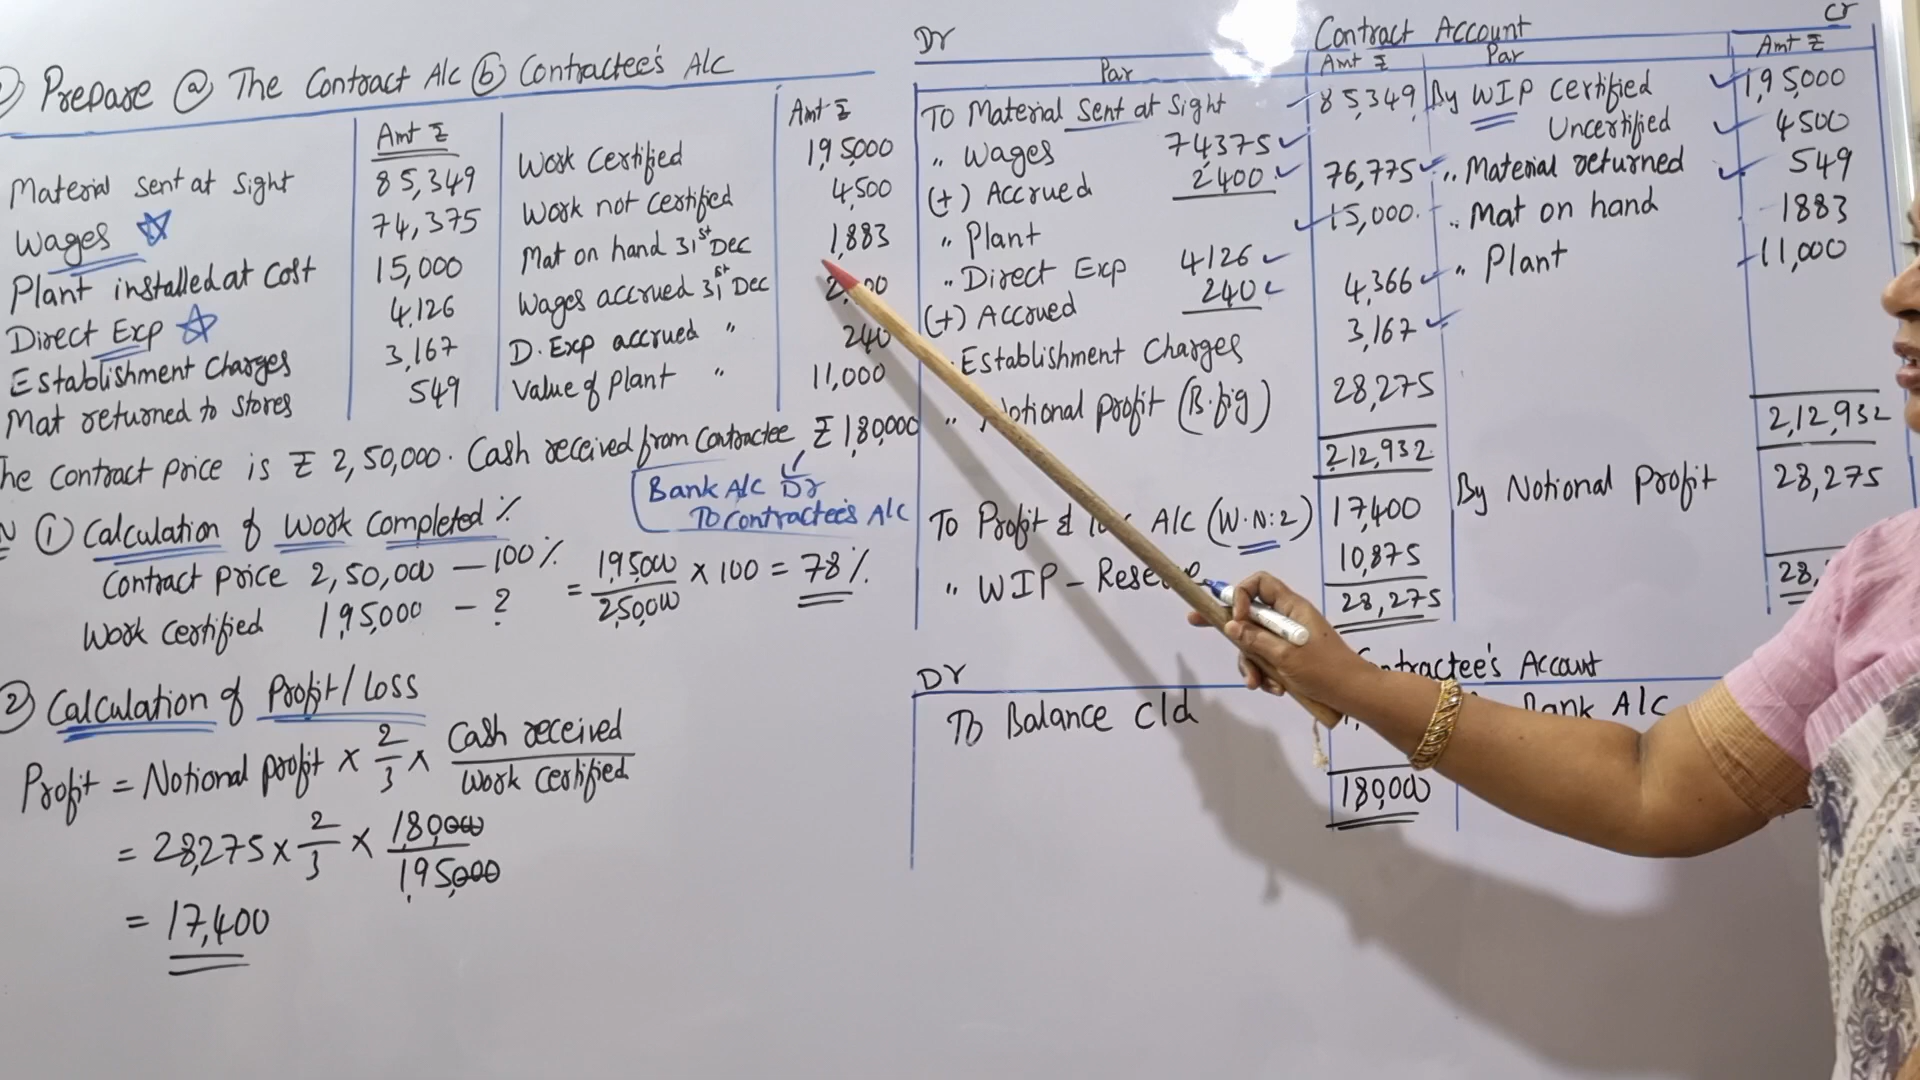 Prepare ⓐ The Contract A/c ⓑ Contractee's A/c
Amt ₹
Material sent at sight 85,349
Wages 74,375
Plant installed at cost 15,000
Direct Exp 4,126
Establishment Charges 3,167
Mat returned to stores 549
Amt ₹
Work Certified 1,95,000
Work not certified 4,500
Mat on hand 31st Dec 1,883
Wages accrued 31st Dec
D. Exp accrued " 240
Value of Plant " 11,000
The contract price is ₹ 2,50,000. Cash received from contractee ₹ 1,80,000
Bank A/c Dr
To Contractee's A/c
① Calculation of Work Completed %
Contract price 2,50,000 — 100%
Work certified 1,95,000 — ?
= 1,95,000 / 2,50,000 × 100 = 78%
② Calculation of Profit/Loss
Profit = Notional profit × 2/3 × Cash received / Work Certified
= 28,275 × 2/3 × 1,80,000 / 1,95,000
= 17,400
Contract Account
Dr Cr
Par Amt ₹ Par Amt ₹
To Material sent at sight 85,349
" Wages 74375
(+) Accrued 2400 76,775
" Plant 15,000
" Direct Exp 4126
(+) Accrued 240 4,366
" Establishment Charges 3,167
" Notional profit (B.fig) 28,275
2,12,932
To Profit & A/c (W.N:2) 17,400
" WIP - Reserve 10,875
28,275
By WIP Certified 1,95,000
Uncertified 4500
" Material returned 549
" Mat on hand 1883
" Plant 11,000
2,12,932
By Notional Profit 28,275
28,
Contractee's Account
Dr
To Balance c/d
Bank A/c
1,80,000